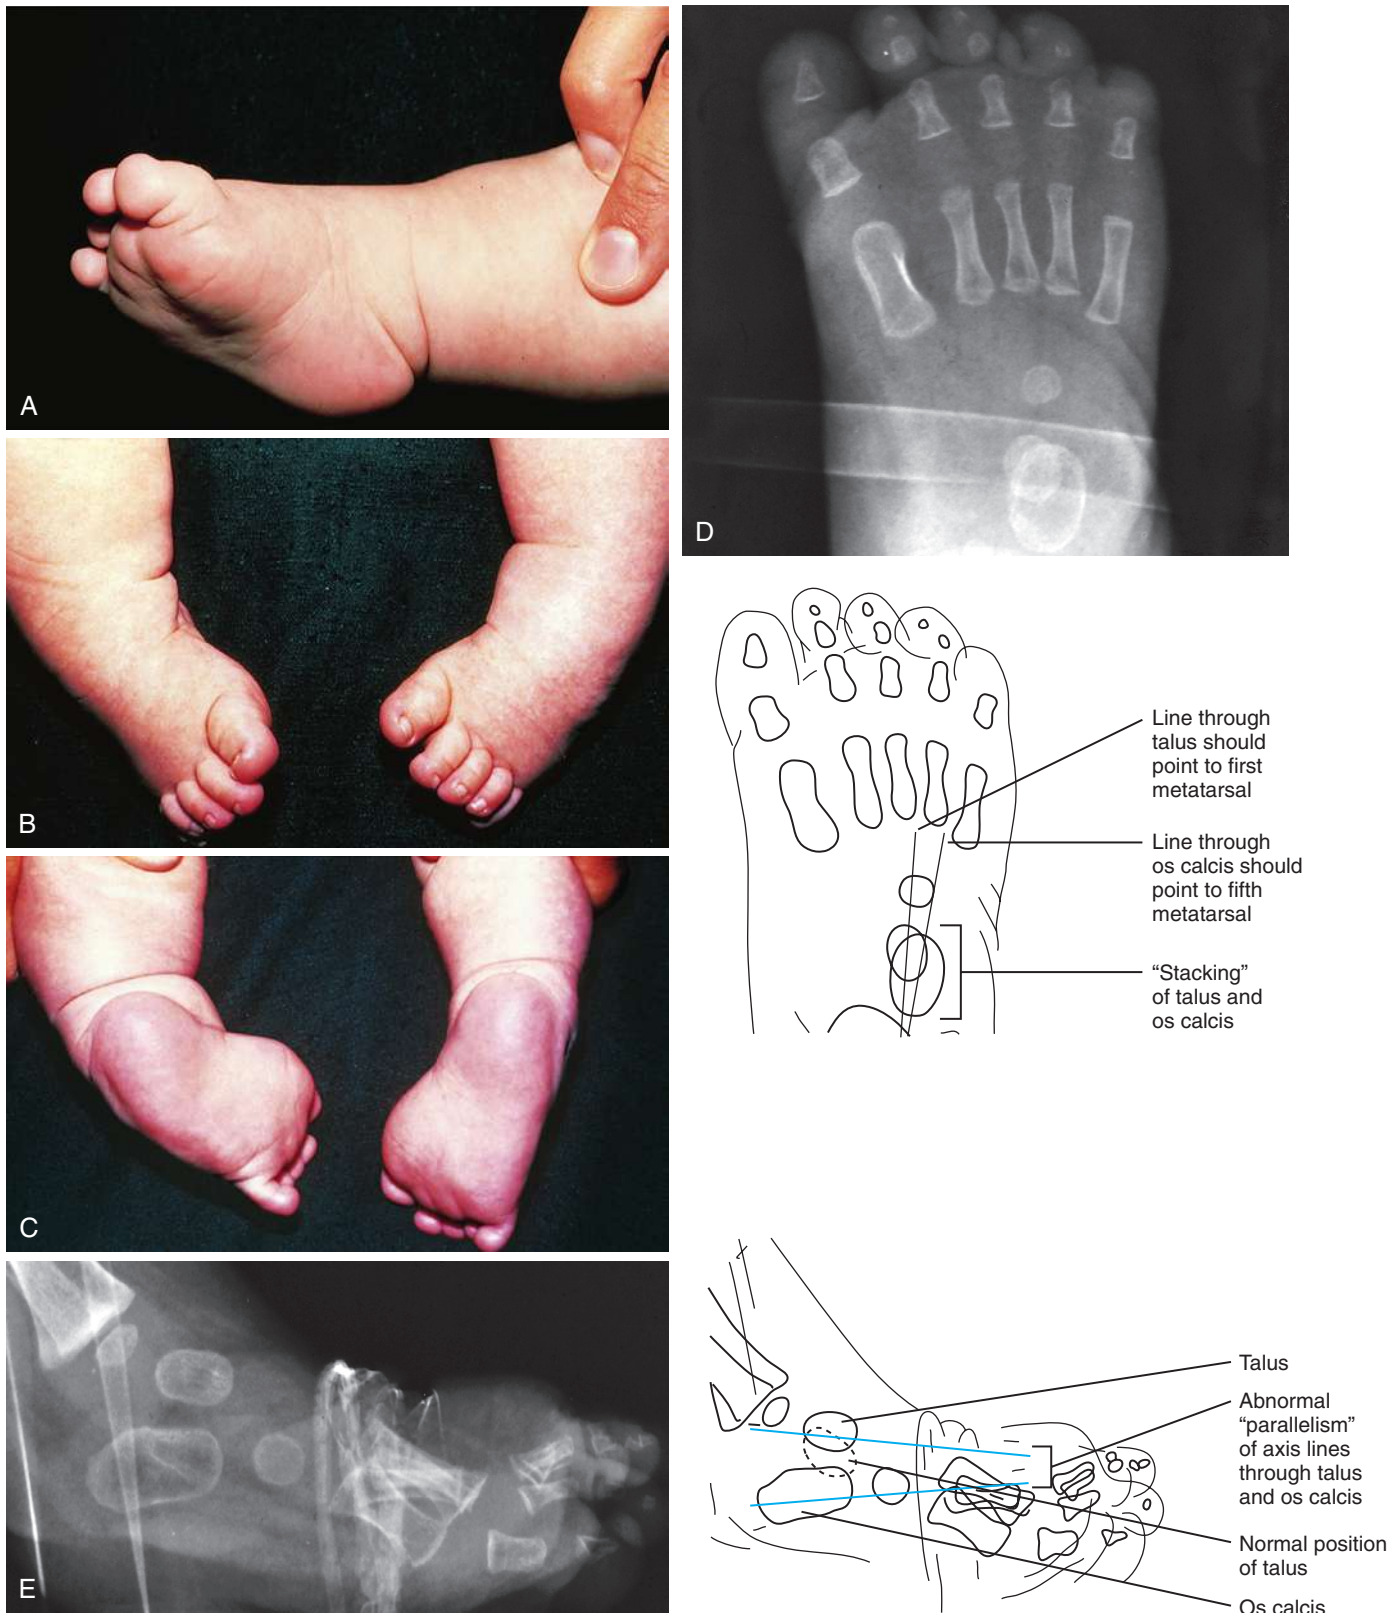 A
B
C
D
Line through
talus should
point to first
metatarsal
Line through
os calcis should
point to fifth
metatarsal
“Stacking”
of talus and
os calcis
E
Talus
Abnormal
“parallelism”
of axis lines
through talus
and os calcis
Normal position
of talus
Os calcis